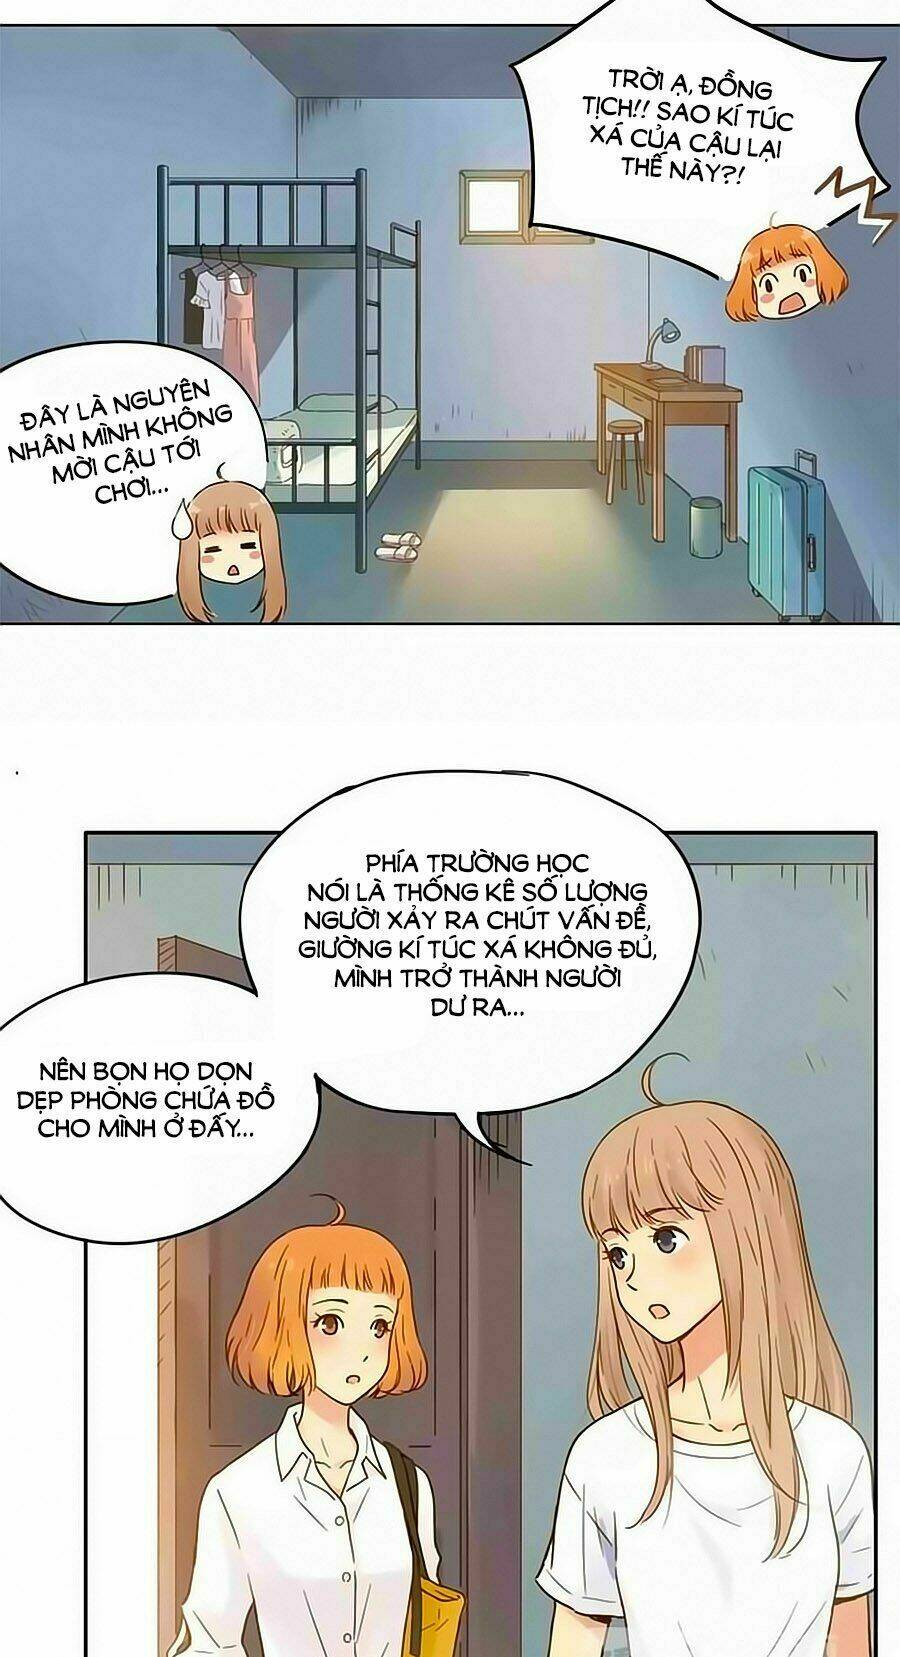 TRỜI Ạ, ĐỒNG
TỊCH!! SAO KÍ TÚC
XÁ CỦA CẬU LẠI
THẾ NÀY?!
ĐÂY LÀ NGUYÊN
NHÂN MÌNH KHÔNG
MỜI CẬU TỚI
CHƠI...
PHÍA TRƯỜNG HỌC
NÓI LÀ THỐNG KÊ SỐ LƯỢNG
NGƯỜI XẢY RA CHÚT VẤN ĐỀ,
GIƯỜNG KÍ TÚC XÁ KHÔNG ĐỦ,
MÌNH TRỞ THÀNH NGƯỜI
DƯ RA...
NÊN BỌN HỌ DỌN
DẸP PHÒNG CHỨA ĐỒ
CHO MÌNH Ở ĐẤY...